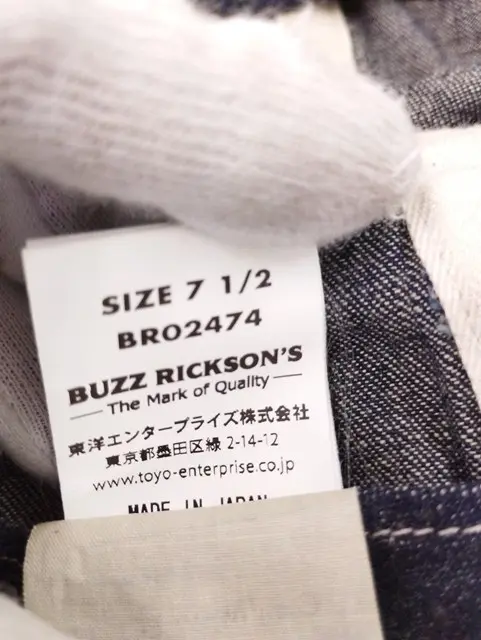 SIZE 7 1/2
BR02474
BUZZ RICKSON'S
The Mark of Quality
東洋エンタープライズ株式会社
東京都墨田区緑 2-14-12
www.toyo-enterprise.co.jp
MADE IN JAPAN